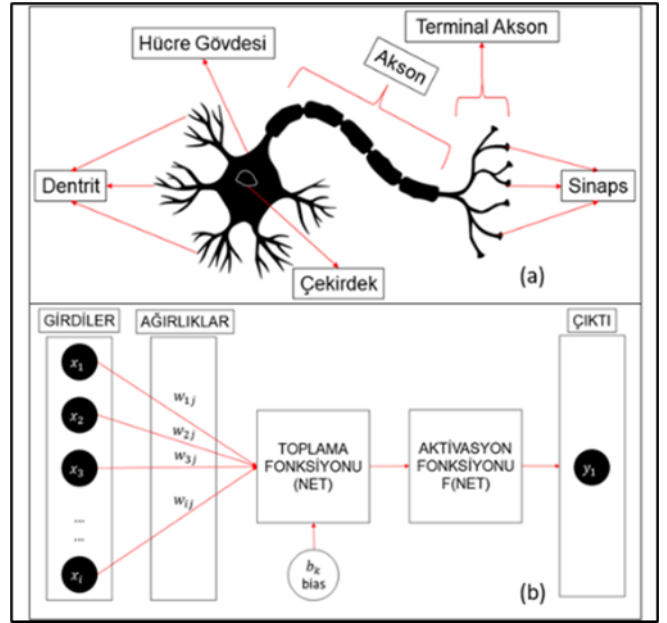 Hücre Gövdesi
Terminal Akson
Akson
Dentrit
Sinaps
Çekirdek
(a)
GİRDİLER
AĞIRLIKLAR
ÇIKTI
x₁
x₂
x₃
...
...
xᵢ
w₁ⱼ
w₂ⱼ
w₃ⱼ
wᵢⱼ
TOPLAMA
FONKSİYONU
(NET)
AKTİVASYON
FONKSİYONU
F(NET)
y₁
bₖ
bias
(b)